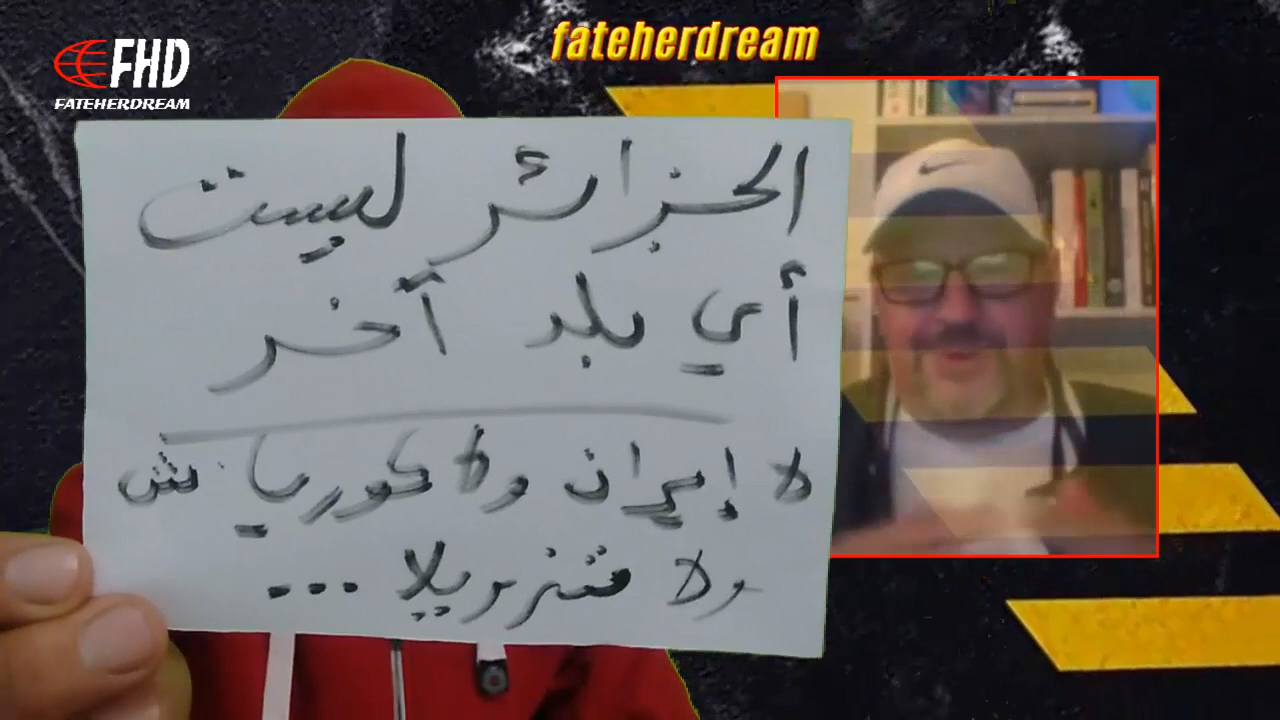 FHD
FATEHERDREAM
fateherdream
الجزائر ليست
أي بلد آخر
لا إيران ولا كوريا ش
ولا فنزويلا ...